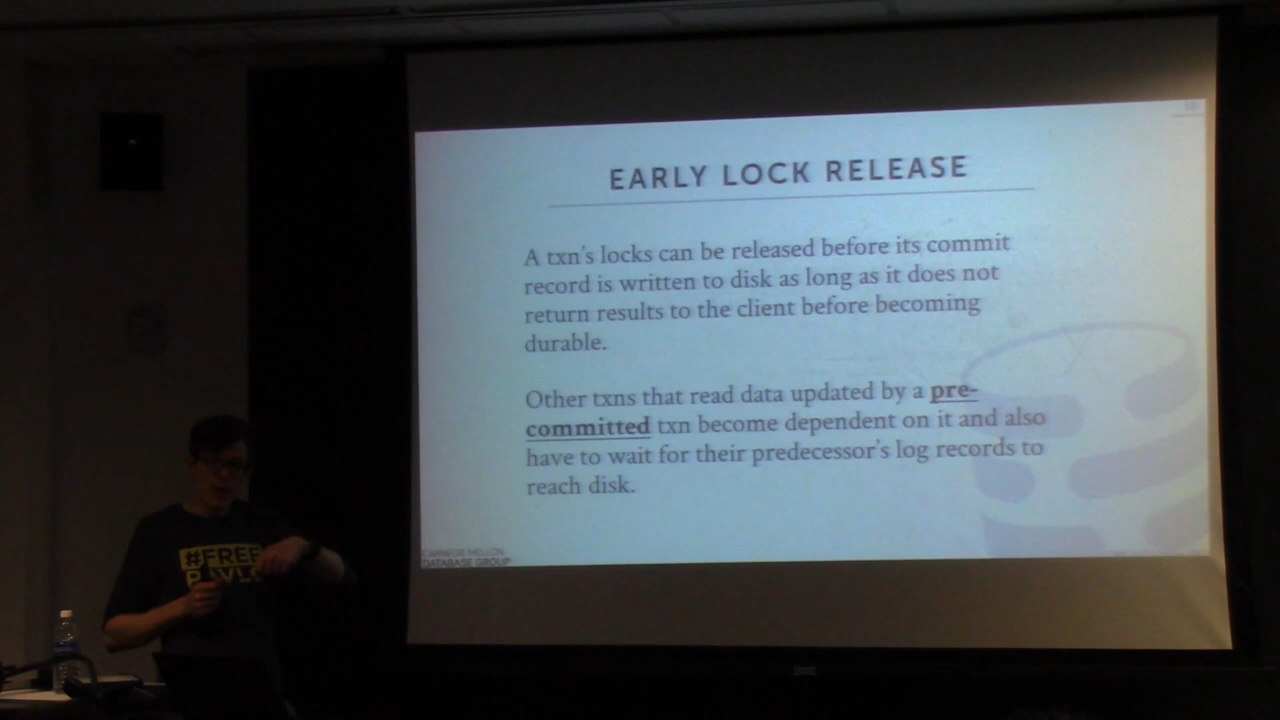 18
EARLY LOCK RELEASE
A txn's locks can be released before its commit
record is written to disk as long as it does not
return results to the client before becoming
durable.
Other txns that read data updated by a pre-
committed txn become dependent on it and also
have to wait for their predecessor's log records to
reach disk.
CARNEGIE MELLON
DATABASE GROUP
#FREE